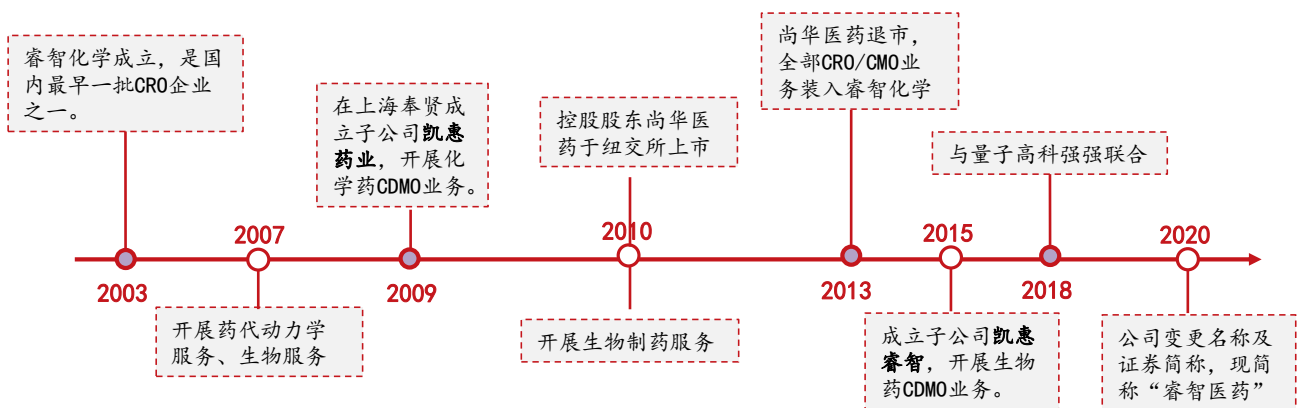 睿智化学成立，是国
内最早一批CRO企业
之一。
2003
2007
开展药代动力学
服务、生物服务
在上海奉贤成
立子公司凯惠
药业，开展化
学药CDMO业务。
2009
控股股东尚华医
药于纽交所上市
2010
开展生物制药服务
尚华医药退市，
全部CRO/CMO业
务装入睿智化学
2013
2015
成立子公司凯惠
睿智，开展生物
药CDMO业务。
与量子高科强强联合
2018
2020
公司变更名称及
证券简称，现简
称“睿智医药”